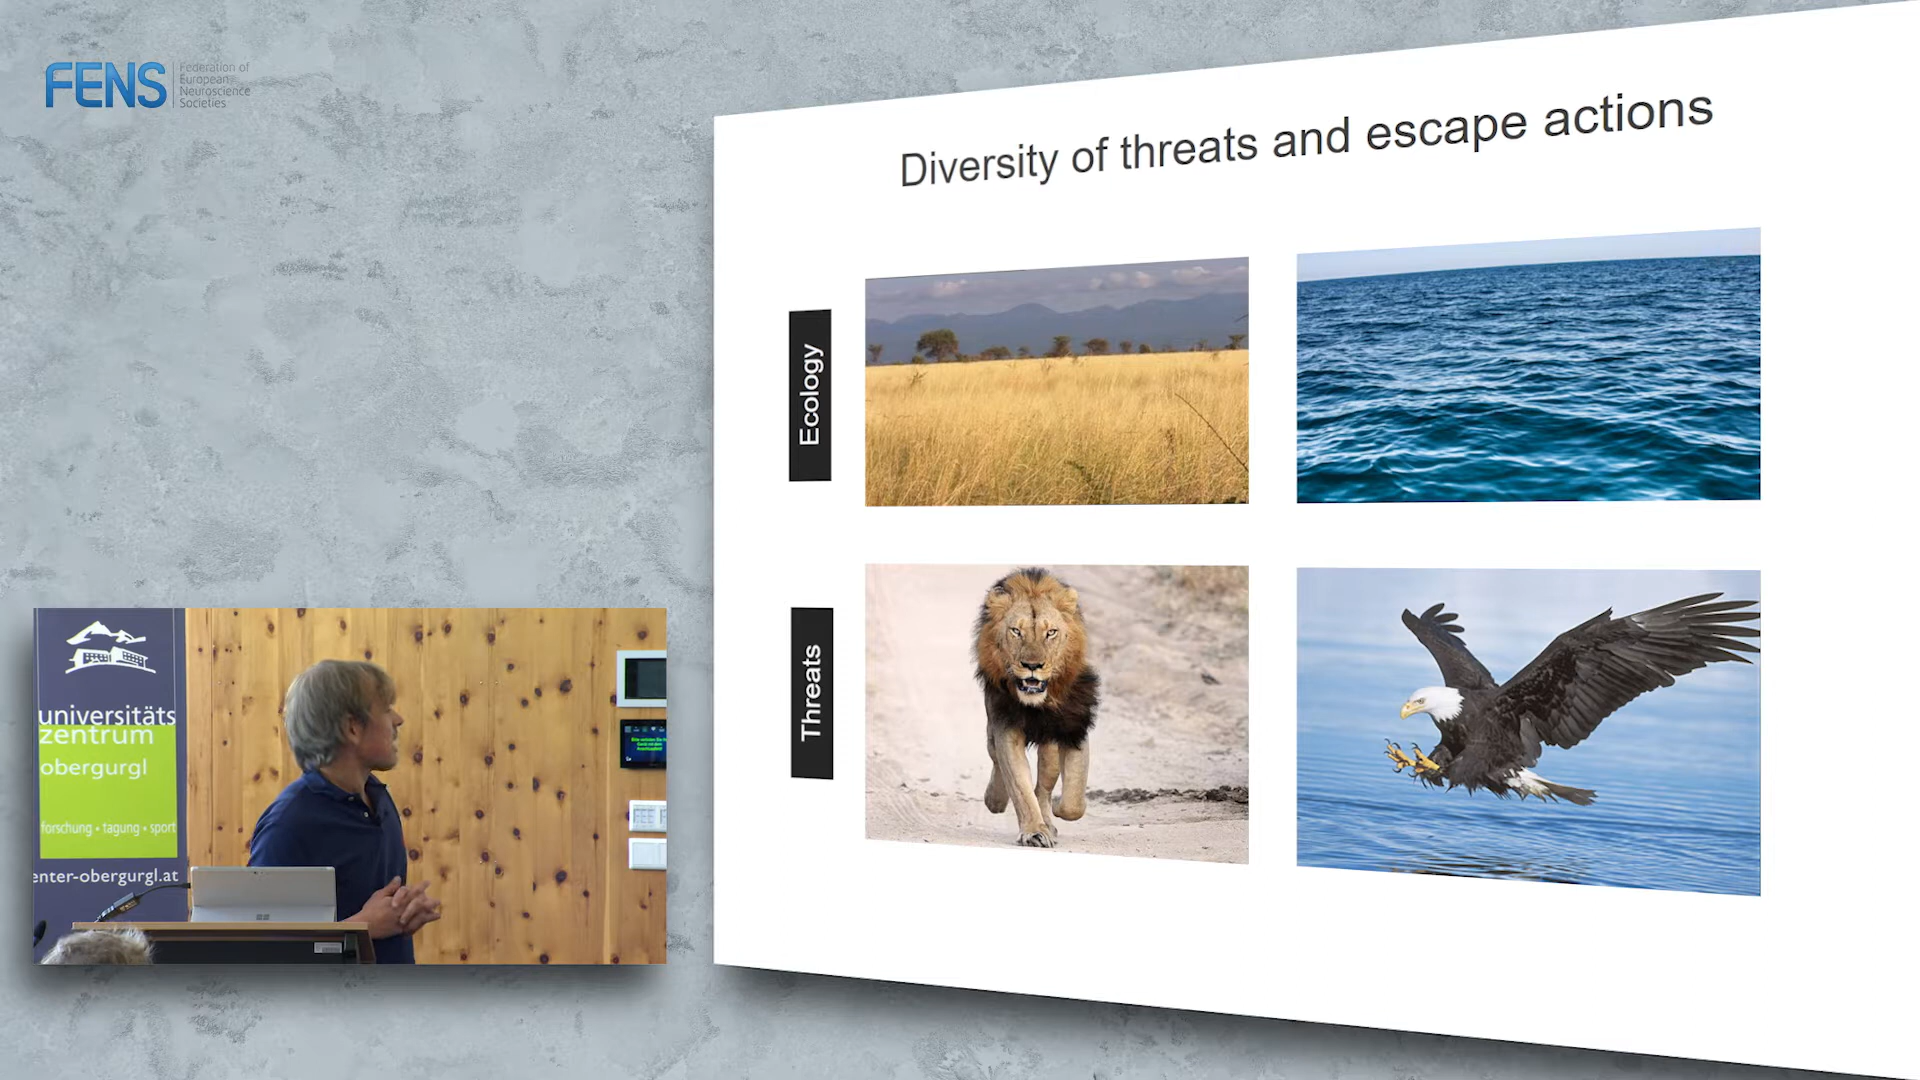 FENS
Federation of
European
Neuroscience
Societies
Diversity of threats and escape actions
Ecology
Threats
universitäts
zentrum
obergurgl
forschung • tagung • sport
enter-obergurgl.at